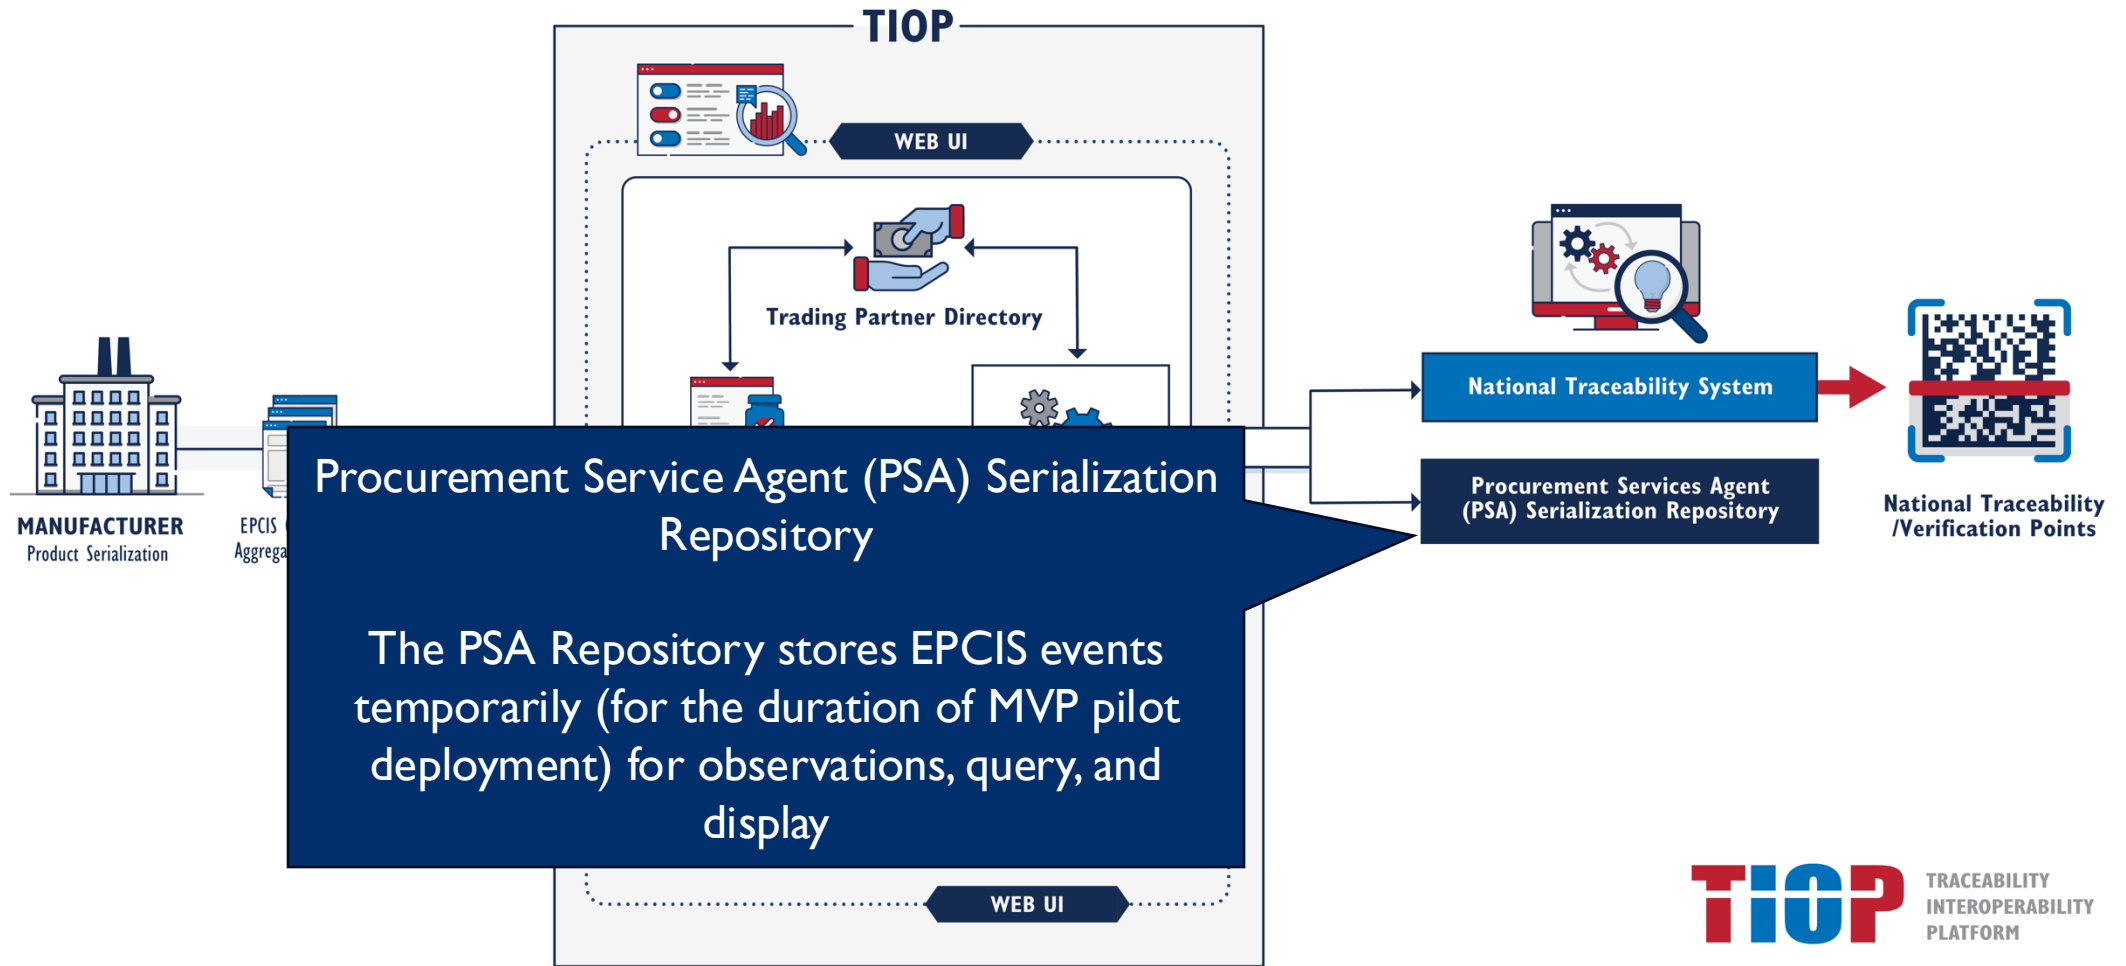 TIOP
WEB UI
Trading Partner Directory
National Traceability System
Procurement Services Agent
(PSA) Serialization Repository
National Traceability
/Verification Points
MANUFACTURER
Product Serialization
EPCIS
Procurement Service Agent (PSA) Serialization
Repository
The PSA Repository stores EPCIS events
temporarily (for the duration of MVP pilot
deployment) for observations, query, and
display
WEB UI
TIOP
TRACEABILITY
INTEROPERABILITY
PLATFORM